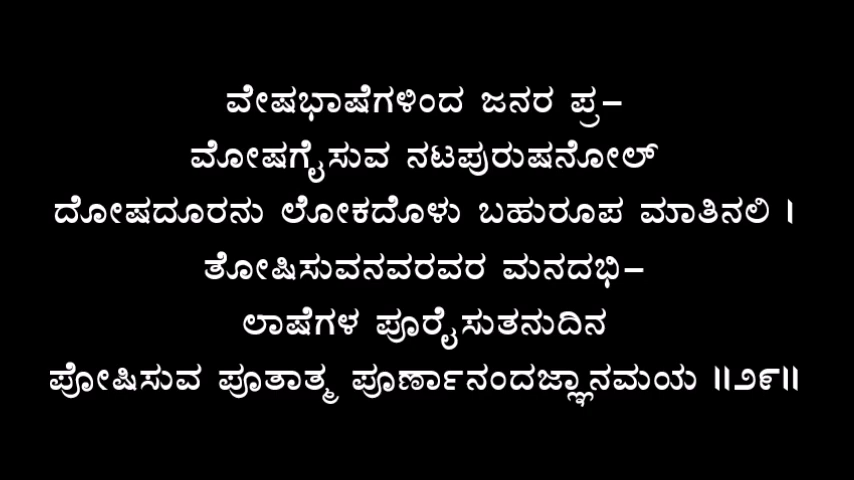 ವೇಷಭಾಷೆಗಳಿಂದ ಜನರ ಪ್ರ-
ಮೋಷಗೈಸುವ ನಟಪುರುಷನೋಲ್
ದೋಷದೂರನು ಲೋಕದೊಳು ಬಹುರೂಪ ಮಾತಿನಲಿ ।
ತೋಷಿಸುವನವರವರ ಮನದಭಿ-
ಲಾಷೆಗಳ ಪೂರೈಸುತನುದಿನ
ಪೋಷಿಸುವ ಪೂತಾತ್ಮ ಪೂರ್ಣಾನಂದಜ್ಞಾನಮಯ ॥೨೯॥